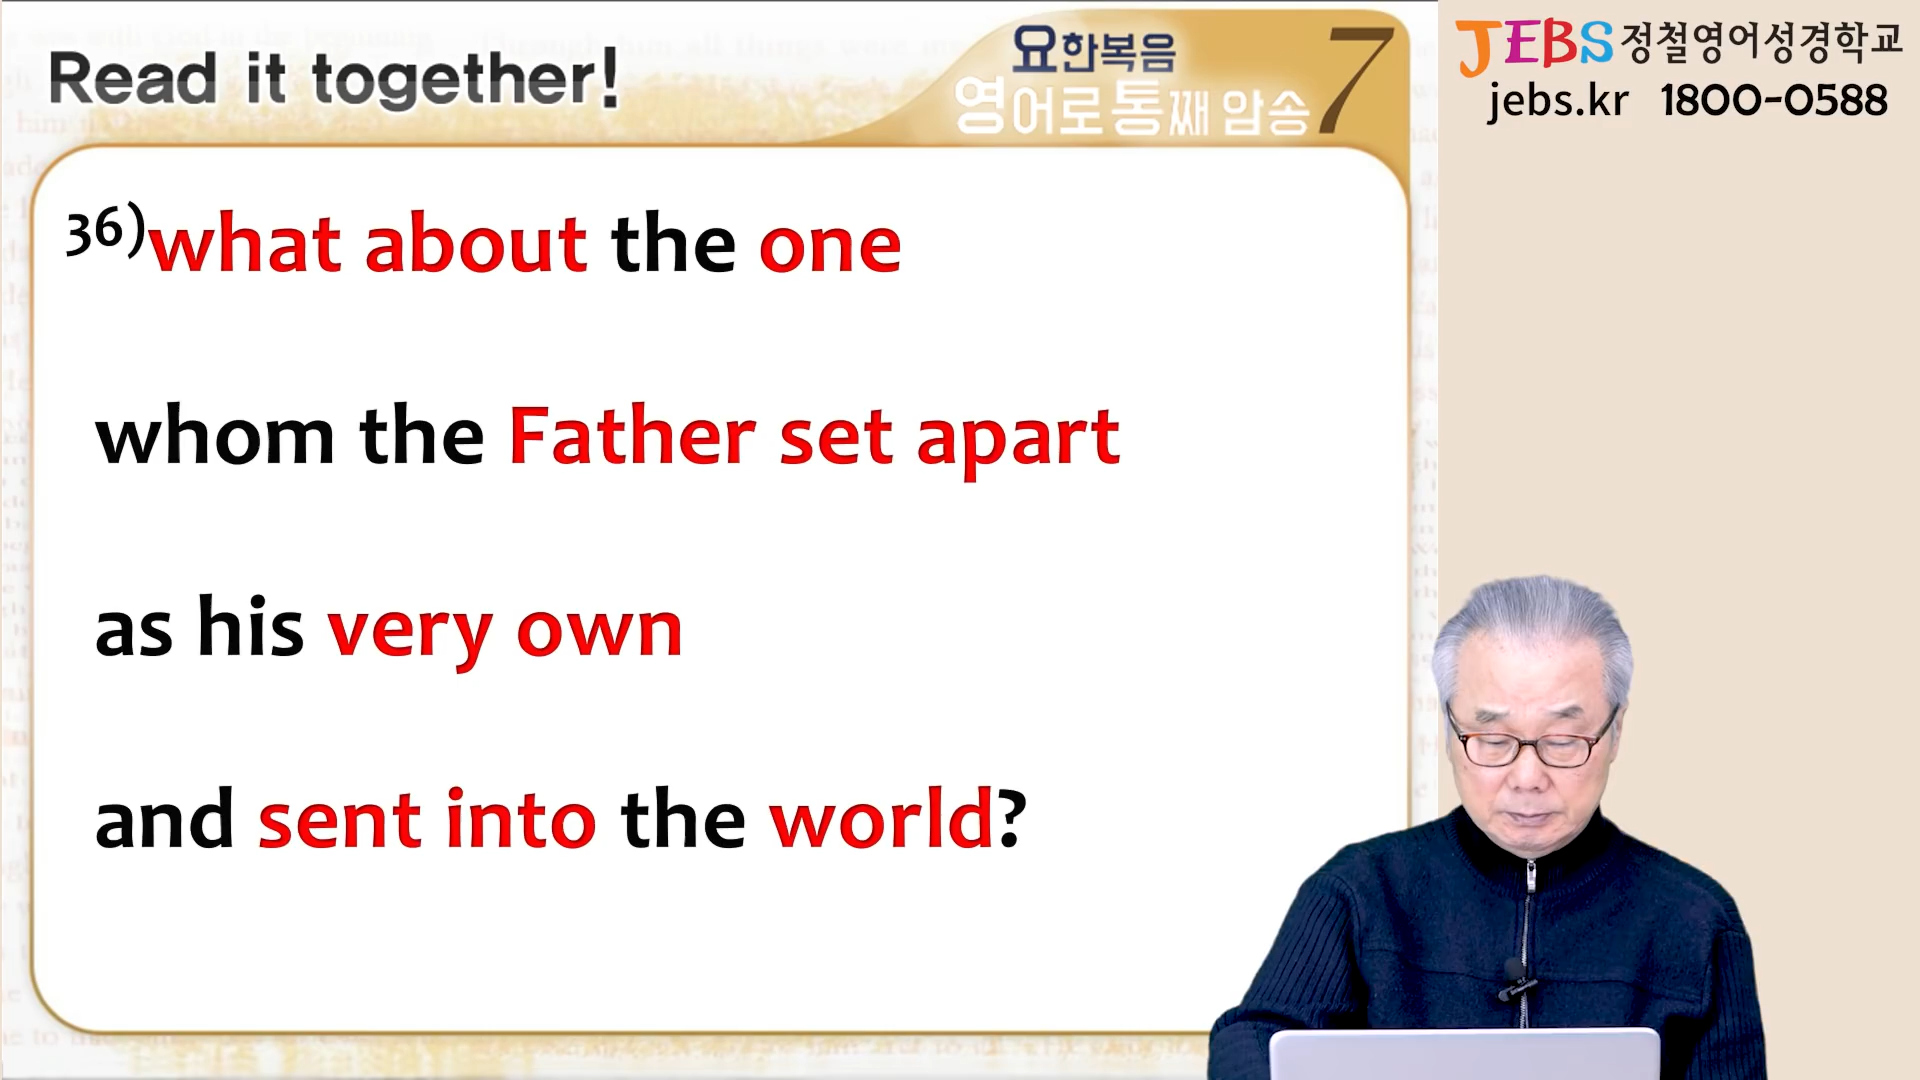 Read it together!
요한복음
영어로통째 암송 7
JEBS 정철영어성경학교
jebs.kr 1800-0588
36)what about the one
whom the Father set apart
as his very own
and sent into the world?